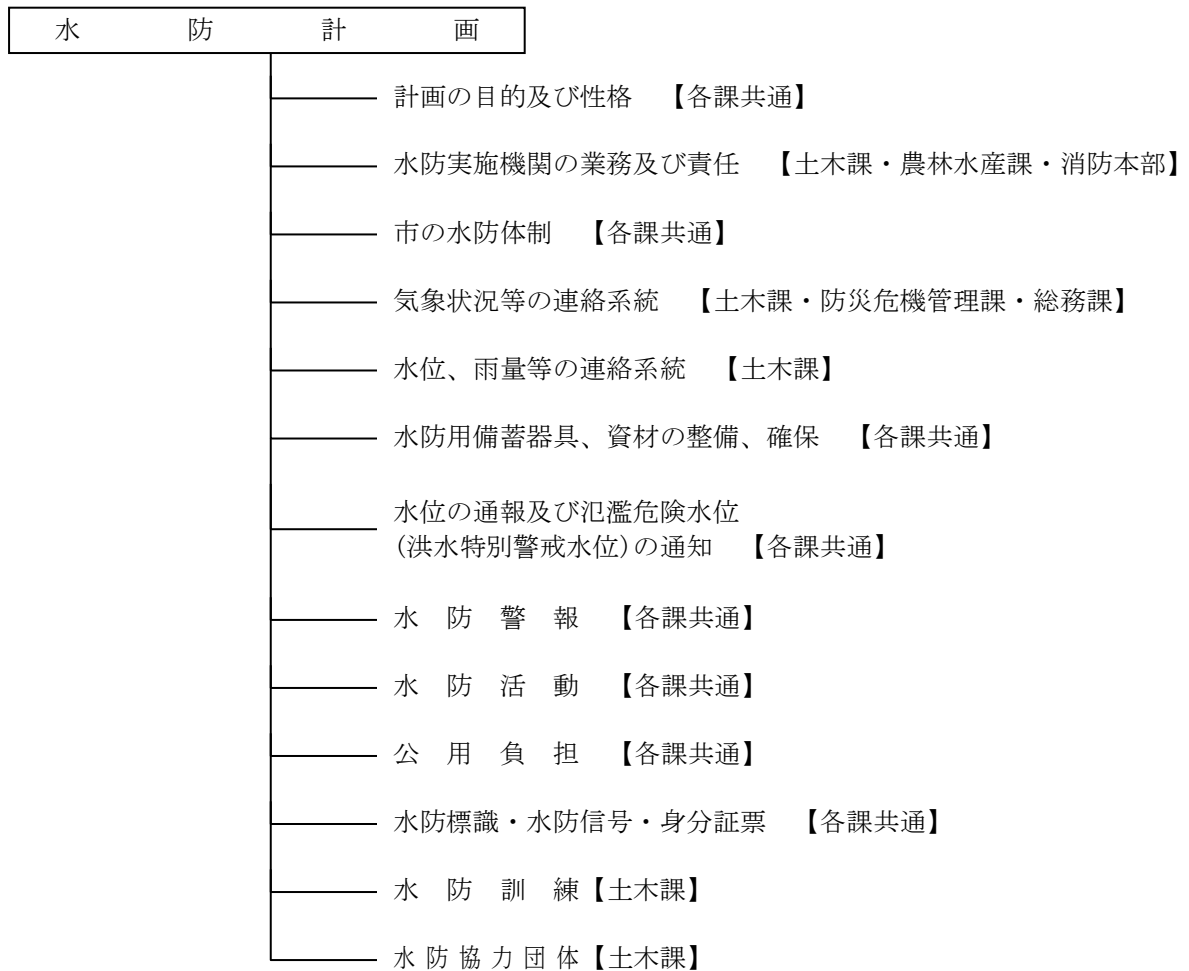 水　防　計　画
計画の目的及び性格　【各課共通】
水防実施機関の業務及び責任　【土木課・農林水産課・消防本部】
市の水防体制　【各課共通】
気象状況等の連絡系統　【土木課・防災危機管理課・総務課】
水位、雨量等の連絡系統　【土木課】
水防用備蓄器具、資材の整備、確保　【各課共通】
水位の通報及び氾濫危険水位
(洪水特別警戒水位)の通知　【各課共通】
水　防　警　報　【各課共通】
水　防　活　動　【各課共通】
公　用　負　担　【各課共通】
水防標識・水防信号・身分証票　【各課共通】
水　防　訓　練【土木課】
水 防 協 力 団 体【土木課】